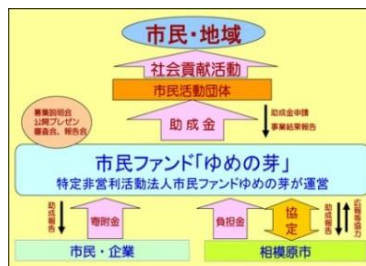 市民・地域
社会貢献活動
市民活動団体
募集説明会
公開プレゼン
審査会、報告会
助成金
助成金申請
事業結果報告
市民ファンド「ゆめの芽」
特定非営利活動法人市民ファンドゆめの芽が運営
助成報告
寄附金
負担金
協定
助成報告
広報等協力
市民・企業
相模原市